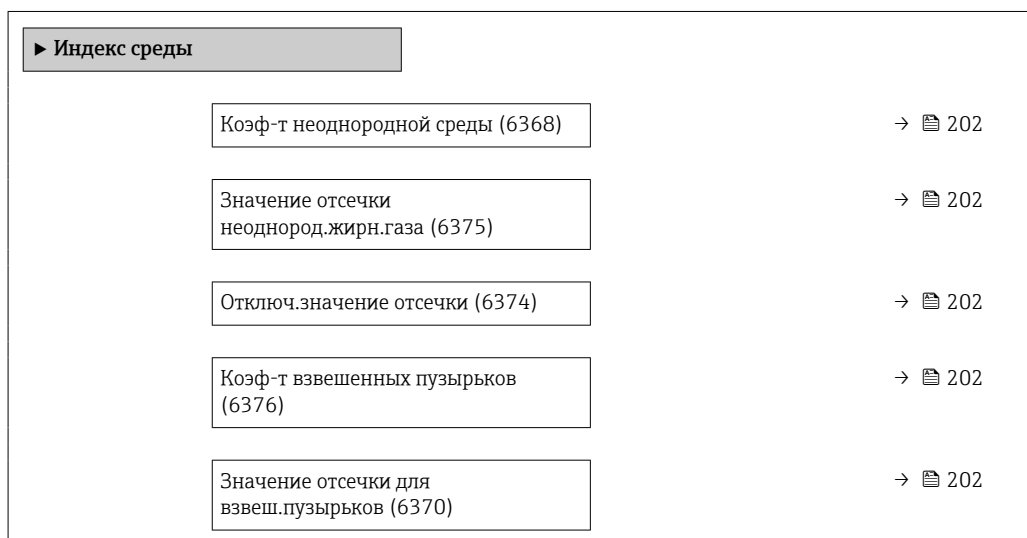 ► Индекс среды
Коэф-т неоднородной среды (6368) → 202
Значение отсечки → 202
неоднород.жирн.газа (6375)
Отключ.значение отсечки (6374) → 202
Коэф-т взвешенных пузырьков → 202
(6376)
Значение отсечки для → 202
взвеш.пузырьков (6370)